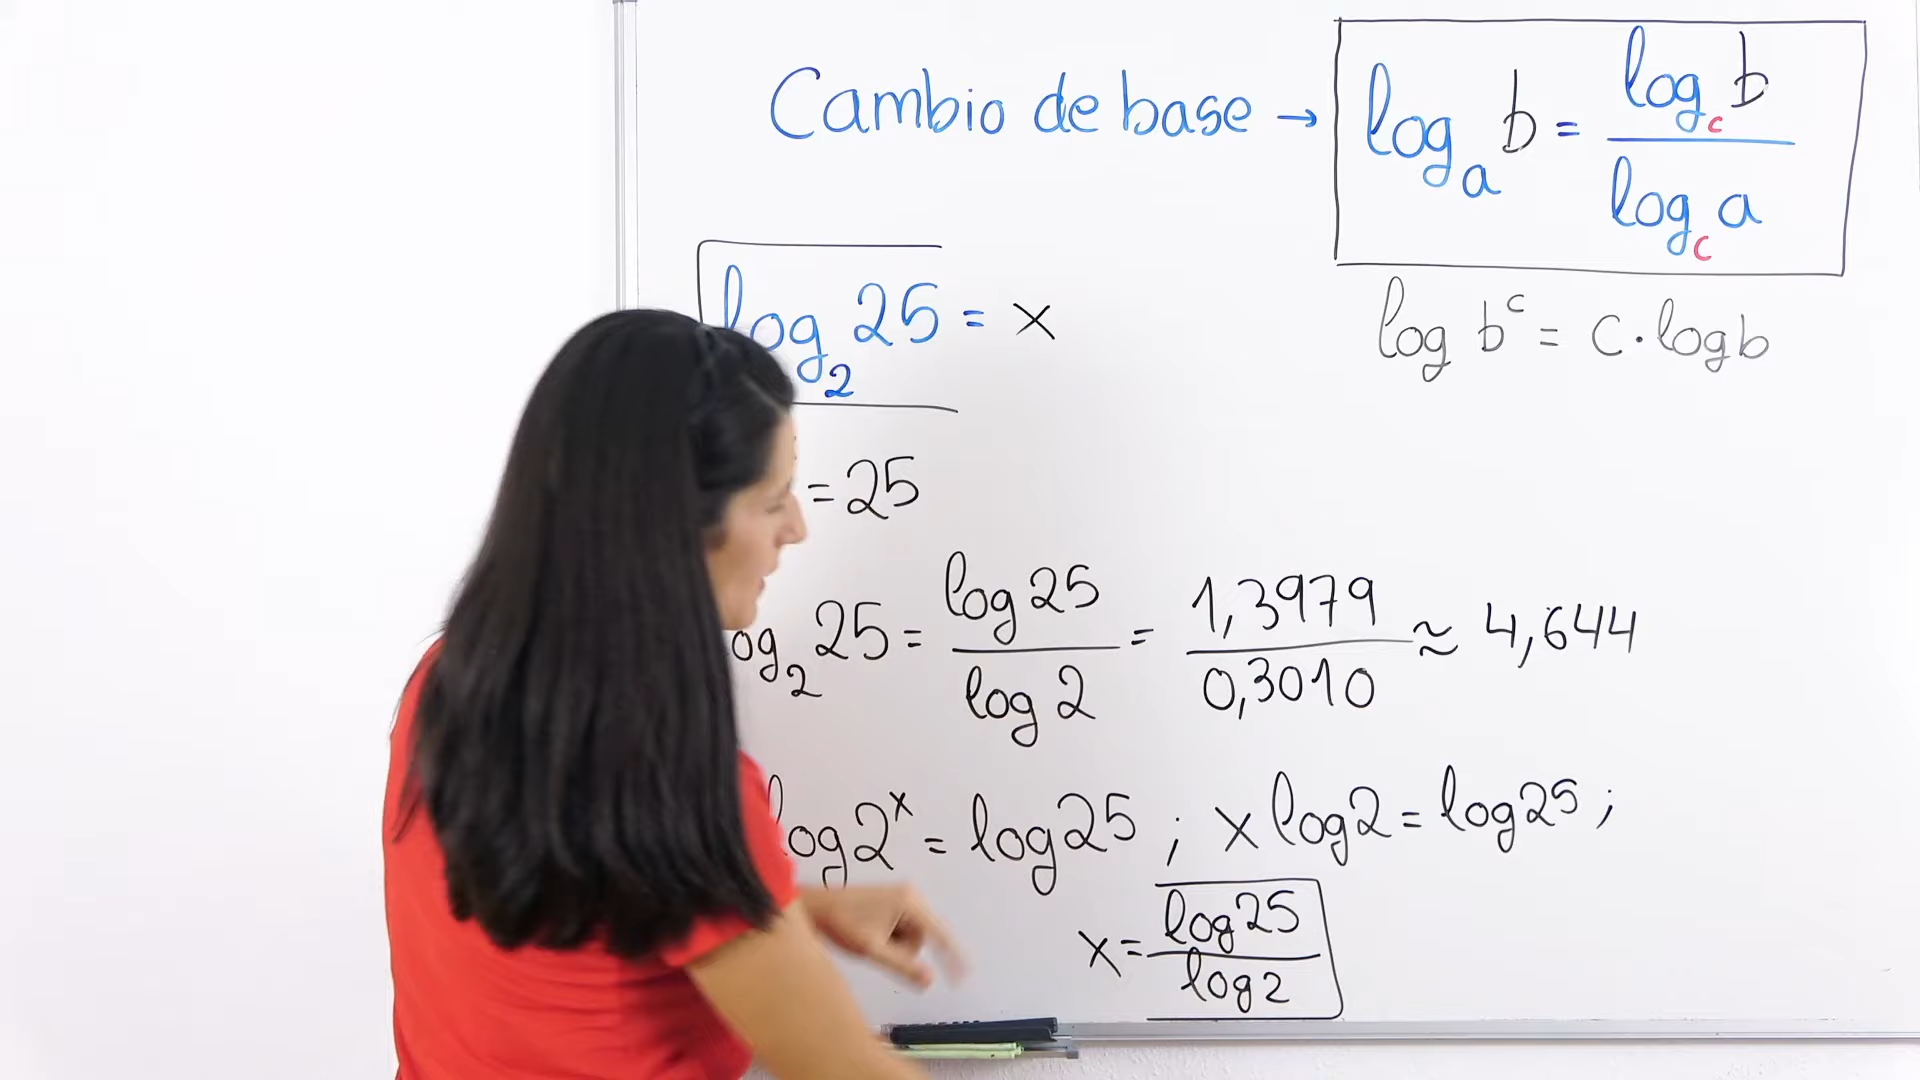 Cambio de base → log_a b = log_c b / log_c a
log b^c = c · log b
log_2 25 = x
= 25
log_2 25 = log 25 / log 2 = 1,3979 / 0,3010 ≈ 4,644
log 2^x = log 25 ; x log 2 = log 25 ;
x = log 25 / log 2